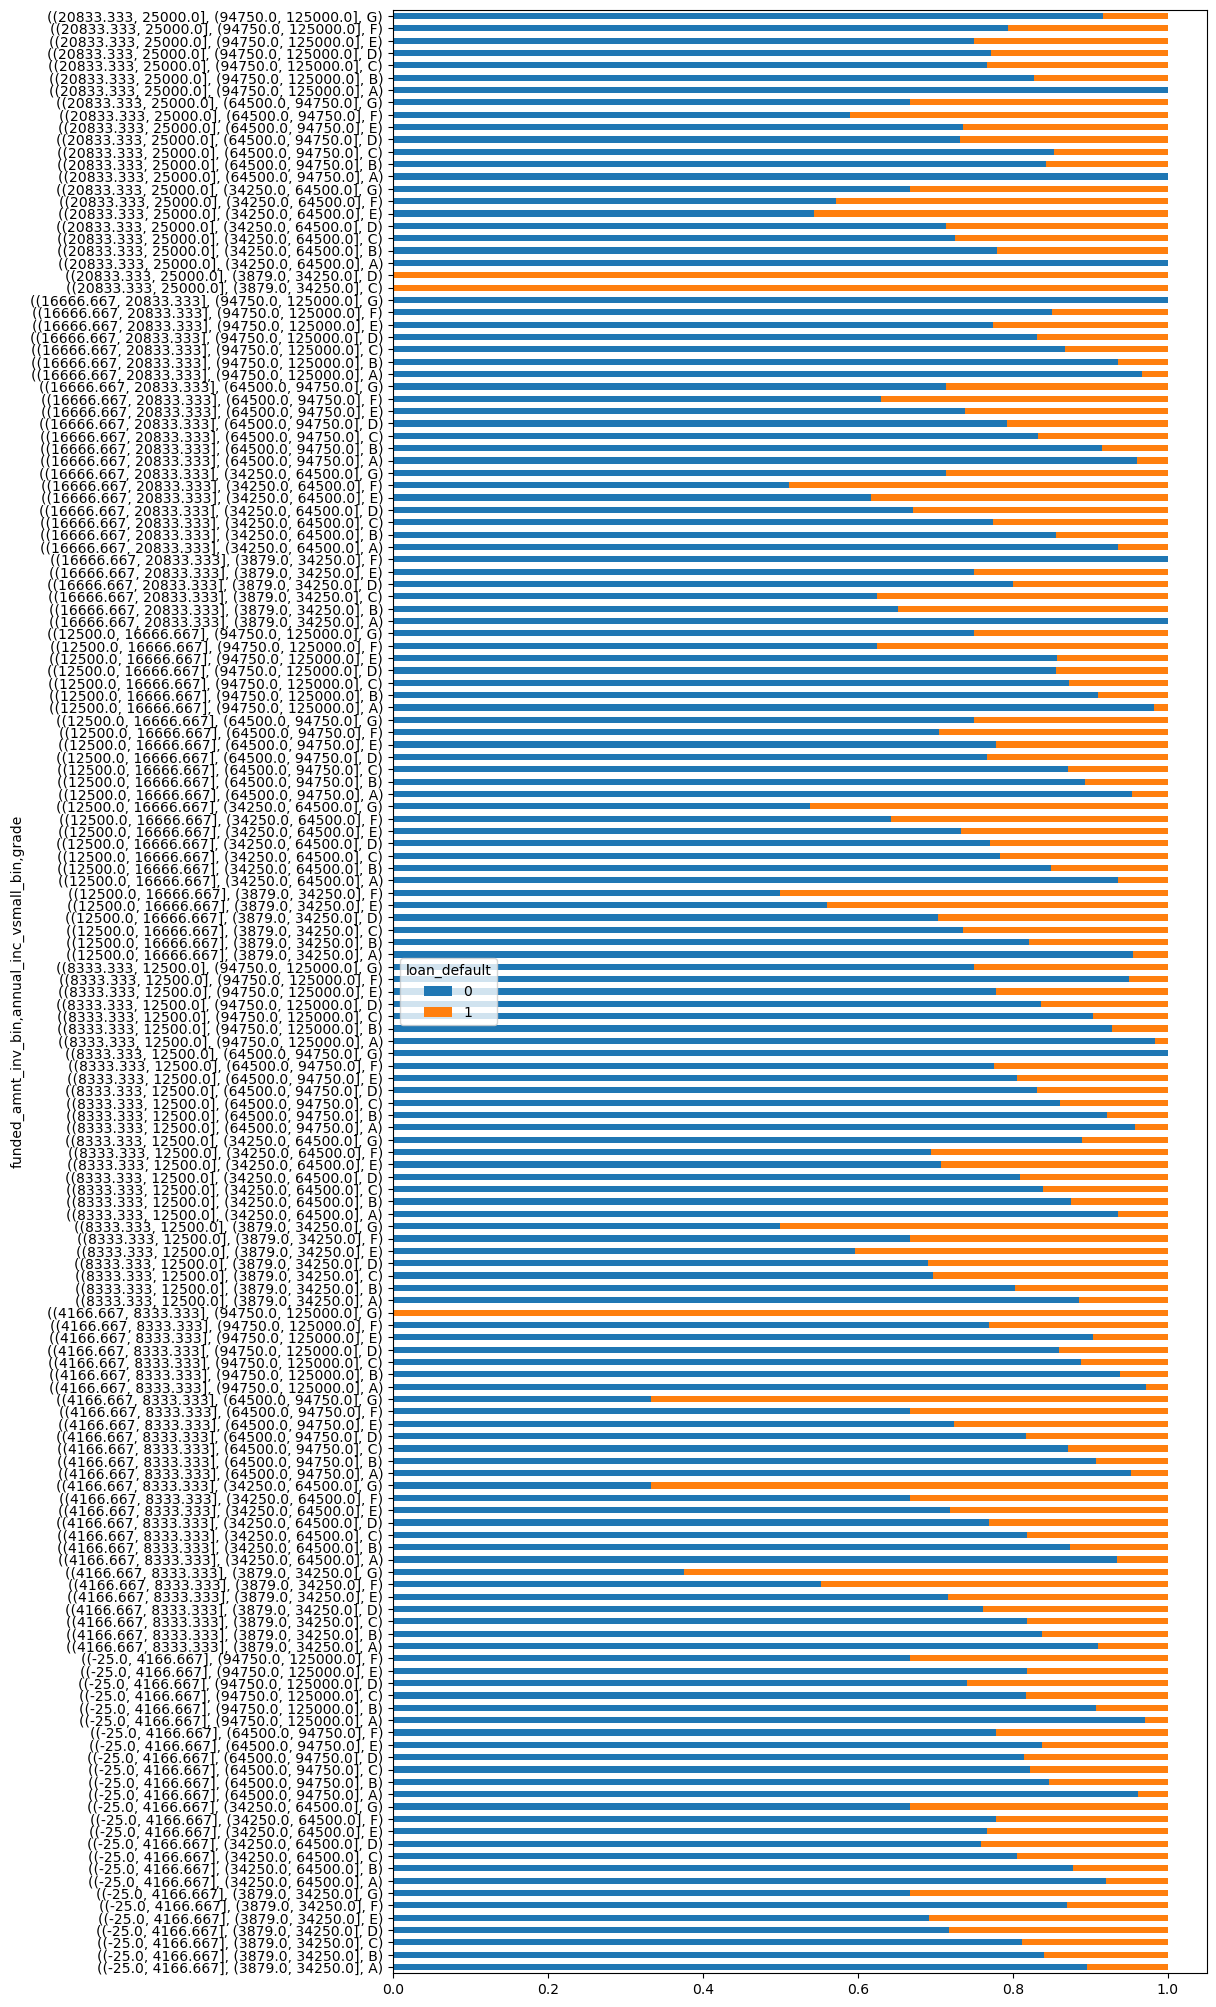 ((20833.333, 25000.0], (94750.0, 125000.0], G)
((20833.333, 25000.0], (94750.0, 125000.0], F)
((20833.333, 25000.0], (94750.0, 125000.0], E)
((20833.333, 25000.0], (94750.0, 125000.0], D)
((20833.333, 25000.0], (94750.0, 125000.0], C)
((20833.333, 25000.0], (94750.0, 125000.0], B)
((20833.333, 25000.0], (94750.0, 125000.0], A)
((20833.333, 25000.0], (64500.0, 94750.0], G)
((20833.333, 25000.0], (64500.0, 94750.0], F)
((20833.333, 25000.0], (64500.0, 94750.0], E)
((20833.333, 25000.0], (64500.0, 94750.0], D)
((20833.333, 25000.0], (64500.0, 94750.0], C)
((20833.333, 25000.0], (64500.0, 94750.0], B)
((20833.333, 25000.0], (64500.0, 94750.0], A)
((20833.333, 25000.0], (34250.0, 64500.0], G)
((20833.333, 25000.0], (34250.0, 64500.0], F)
((20833.333, 25000.0], (34250.0, 64500.0], E)
((20833.333, 25000.0], (34250.0, 64500.0], D)
((20833.333, 25000.0], (34250.0, 64500.0], C)
((20833.333, 25000.0], (34250.0, 64500.0], B)
((20833.333, 25000.0], (34250.0, 64500.0], A)
((20833.333, 25000.0], (3879.0, 34250.0], D)
((20833.333, 25000.0], (3879.0, 34250.0], C)
((16666.667, 20833.333], (94750.0, 125000.0], G)
((16666.667, 20833.333], (94750.0, 125000.0], F)
((16666.667, 20833.333], (94750.0, 125000.0], E)
((16666.667, 20833.333], (94750.0, 125000.0], D)
((16666.667, 20833.333], (94750.0, 125000.0], C)
((16666.667, 20833.333], (94750.0, 125000.0], B)
((16666.667, 20833.333], (94750.0, 125000.0], A)
((16666.667, 20833.333], (64500.0, 94750.0], G)
((16666.667, 20833.333], (64500.0, 94750.0], F)
((16666.667, 20833.333], (64500.0, 94750.0], E)
((16666.667, 20833.333], (64500.0, 94750.0], D)
((16666.667, 20833.333], (64500.0, 94750.0], C)
((16666.667, 20833.333], (64500.0, 94750.0], B)
((16666.667, 20833.333], (64500.0, 94750.0], A)
((16666.667, 20833.333], (34250.0, 64500.0], G)
((16666.667, 20833.333], (34250.0, 64500.0], F)
((16666.667, 20833.333], (34250.0, 64500.0], E)
((16666.667, 20833.333], (34250.0, 64500.0], D)
((16666.667, 20833.333], (34250.0, 64500.0], C)
((16666.667, 20833.333], (34250.0, 64500.0], B)
((16666.667, 20833.333], (34250.0, 64500.0], A)
((16666.667, 20833.333], (3879.0, 34250.0], F)
((16666.667, 20833.333], (3879.0, 34250.0], E)
((16666.667, 20833.333], (3879.0, 34250.0], D)
((16666.667, 20833.333], (3879.0, 34250.0], C)
((16666.667, 20833.333], (3879.0, 34250.0], B)
((16666.667, 20833.333], (3879.0, 34250.0], A)
((12500.0, 16666.667], (94750.0, 125000.0], G)
((12500.0, 16666.667], (94750.0, 125000.0], F)
((12500.0, 16666.667], (94750.0, 125000.0], E)
((12500.0, 16666.667], (94750.0, 125000.0], D)
((12500.0, 16666.667], (94750.0, 125000.0], C)
((12500.0, 16666.667], (94750.0, 125000.0], B)
((12500.0, 16666.667], (94750.0, 125000.0], A)
((12500.0, 16666.667], (64500.0, 94750.0], G)
((12500.0, 16666.667], (64500.0, 94750.0], F)
((12500.0, 16666.667], (64500.0, 94750.0], E)
((12500.0, 16666.667], (64500.0, 94750.0], D)
((12500.0, 16666.667], (64500.0, 94750.0], C)
((12500.0, 16666.667], (64500.0, 94750.0], B)
((12500.0, 16666.667], (64500.0, 94750.0], A)
((12500.0, 16666.667], (34250.0, 64500.0], G)
((12500.0, 16666.667], (34250.0, 64500.0], F)
((12500.0, 16666.667], (34250.0, 64500.0], E)
((12500.0, 16666.667], (34250.0, 64500.0], D)
((12500.0, 16666.667], (34250.0, 64500.0], C)
((12500.0, 16666.667], (34250.0, 64500.0], B)
((12500.0, 16666.667], (34250.0, 64500.0], A)
((12500.0, 16666.667], (3879.0, 34250.0], F)
((12500.0, 16666.667], (3879.0, 34250.0], E)
((12500.0, 16666.667], (3879.0, 34250.0], D)
((12500.0, 16666.667], (3879.0, 34250.0], C)
((12500.0, 16666.667], (3879.0, 34250.0], B)
((12500.0, 16666.667], (3879.0, 34250.0], A)
((8333.333, 12500.0], (94750.0, 125000.0], G)
((8333.333, 12500.0], (94750.0, 125000.0], F)
((8333.333, 12500.0], (94750.0, 125000.0], E)
((8333.333, 12500.0], (94750.0, 125000.0], D)
((8333.333, 12500.0], (94750.0, 125000.0], C)
((8333.333, 12500.0], (94750.0, 125000.0], B)
((8333.333, 12500.0], (94750.0, 125000.0], A)
((8333.333, 12500.0], (64500.0, 94750.0], G)
((8333.333, 12500.0], (64500.0, 94750.0], F)
((8333.333, 12500.0], (64500.0, 94750.0], E)
((8333.333, 12500.0], (64500.0, 94750.0], D)
((8333.333, 12500.0], (64500.0, 94750.0], C)
((8333.333, 12500.0], (64500.0, 94750.0], B)
((8333.333, 12500.0], (64500.0, 94750.0], A)
((8333.333, 12500.0], (34250.0, 64500.0], G)
((8333.333, 12500.0], (34250.0, 64500.0], F)
((8333.333, 12500.0], (34250.0, 64500.0], E)
((8333.333, 12500.0], (34250.0, 64500.0], D)
((8333.333, 12500.0], (34250.0, 64500.0], C)
((8333.333, 12500.0], (34250.0, 64500.0], B)
((8333.333, 12500.0], (34250.0, 64500.0], A)
((8333.333, 12500.0], (3879.0, 34250.0], G)
((8333.333, 12500.0], (3879.0, 34250.0], F)
((8333.333, 12500.0], (3879.0, 34250.0], E)
((8333.333, 12500.0], (3879.0, 34250.0], D)
((8333.333, 12500.0], (3879.0, 34250.0], C)
((8333.333, 12500.0], (3879.0, 34250.0], B)
((8333.333, 12500.0], (3879.0, 34250.0], A)
((4166.667, 8333.333], (94750.0, 125000.0], G)
((4166.667, 8333.333], (94750.0, 125000.0], F)
((4166.667, 8333.333], (94750.0, 125000.0], E)
((4166.667, 8333.333], (94750.0, 125000.0], D)
((4166.667, 8333.333], (94750.0, 125000.0], C)
((4166.667, 8333.333], (94750.0, 125000.0], B)
((4166.667, 8333.333], (94750.0, 125000.0], A)
((4166.667, 8333.333], (64500.0, 94750.0], G)
((4166.667, 8333.333], (64500.0, 94750.0], F)
((4166.667, 8333.333], (64500.0, 94750.0], E)
((4166.667, 8333.333], (64500.0, 94750.0], D)
((4166.667, 8333.333], (64500.0, 94750.0], C)
((4166.667, 8333.333], (64500.0, 94750.0], B)
((4166.667, 8333.333], (64500.0, 94750.0], A)
((4166.667, 8333.333], (34250.0, 64500.0], G)
((4166.667, 8333.333], (34250.0, 64500.0], F)
((4166.667, 8333.333], (34250.0, 64500.0], E)
((4166.667, 8333.333], (34250.0, 64500.0], D)
((4166.667, 8333.333], (34250.0, 64500.0], C)
((4166.667, 8333.333], (34250.0, 64500.0], B)
((4166.667, 8333.333], (34250.0, 64500.0], A)
((4166.667, 8333.333], (3879.0, 34250.0], G)
((4166.667, 8333.333], (3879.0, 34250.0], F)
((4166.667, 8333.333], (3879.0, 34250.0], E)
((4166.667, 8333.333], (3879.0, 34250.0], D)
((4166.667, 8333.333], (3879.0, 34250.0], C)
((4166.667, 8333.333], (3879.0, 34250.0], B)
((4166.667, 8333.333], (3879.0, 34250.0], A)
((-25.0, 4166.667], (94750.0, 125000.0], F)
((-25.0, 4166.667], (94750.0, 125000.0], E)
((-25.0, 4166.667], (94750.0, 125000.0], D)
((-25.0, 4166.667], (94750.0, 125000.0], C)
((-25.0, 4166.667], (94750.0, 125000.0], B)
((-25.0, 4166.667], (94750.0, 125000.0], A)
((-25.0, 4166.667], (64500.0, 94750.0], F)
((-25.0, 4166.667], (64500.0, 94750.0], E)
((-25.0, 4166.667], (64500.0, 94750.0], D)
((-25.0, 4166.667], (64500.0, 94750.0], C)
((-25.0, 4166.667], (64500.0, 94750.0], B)
((-25.0, 4166.667], (64500.0, 94750.0], A)
((-25.0, 4166.667], (34250.0, 64500.0], G)
((-25.0, 4166.667], (34250.0, 64500.0], F)
((-25.0, 4166.667], (34250.0, 64500.0], E)
((-25.0, 4166.667], (34250.0, 64500.0], D)
((-25.0, 4166.667], (34250.0, 64500.0], C)
((-25.0, 4166.667], (34250.0, 64500.0], B)
((-25.0, 4166.667], (34250.0, 64500.0], A)
((-25.0, 4166.667], (3879.0, 34250.0], G)
((-25.0, 4166.667], (3879.0, 34250.0], F)
((-25.0, 4166.667], (3879.0, 34250.0], E)
((-25.0, 4166.667], (3879.0, 34250.0], D)
((-25.0, 4166.667], (3879.0, 34250.0], C)
((-25.0, 4166.667], (3879.0, 34250.0], B)
((-25.0, 4166.667], (3879.0, 34250.0], A)
funded_amnt_inv_bin,annual_inc_vsmall_bin,grade
loan_default
0
1
0.0 0.2 0.4 0.6 0.8 1.0